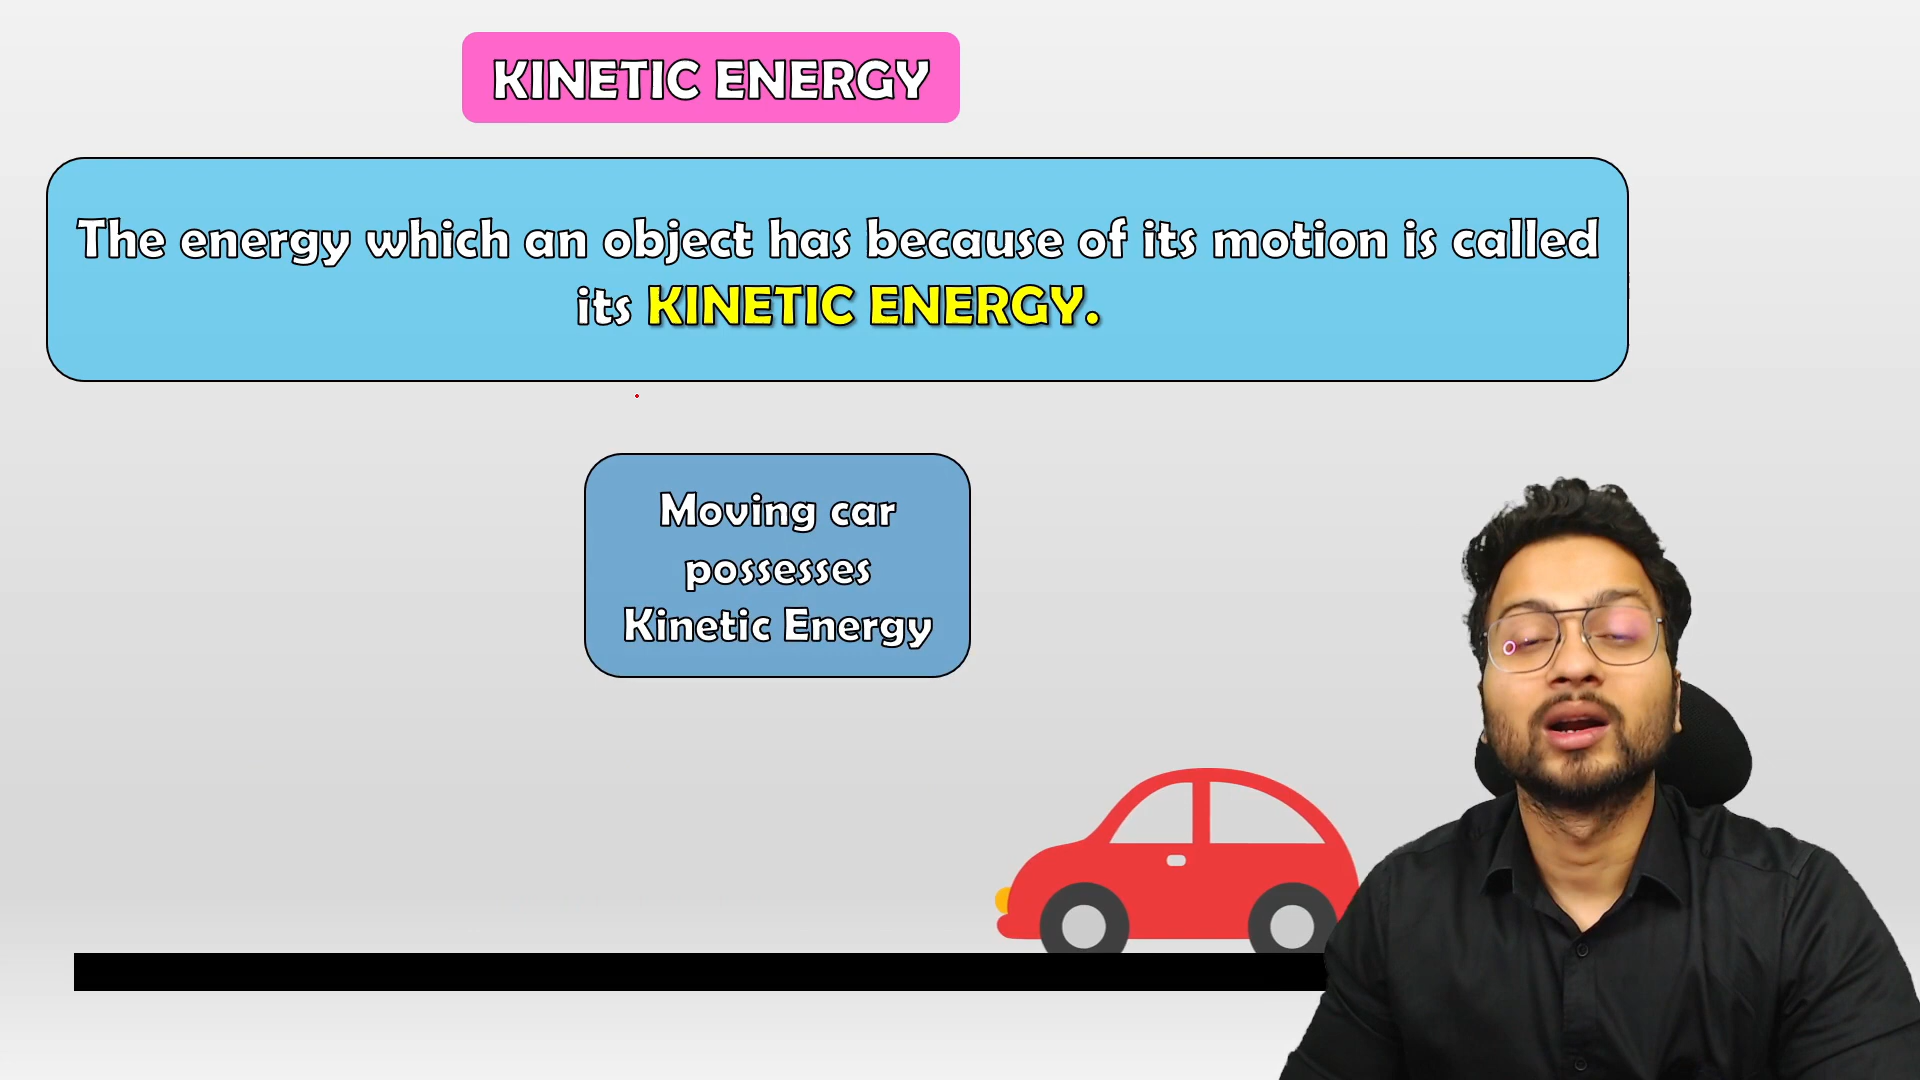 KINETIC ENERGY
The energy which an object has because of its motion is called
its KINETIC ENERGY.
Moving car
possesses
Kinetic Energy